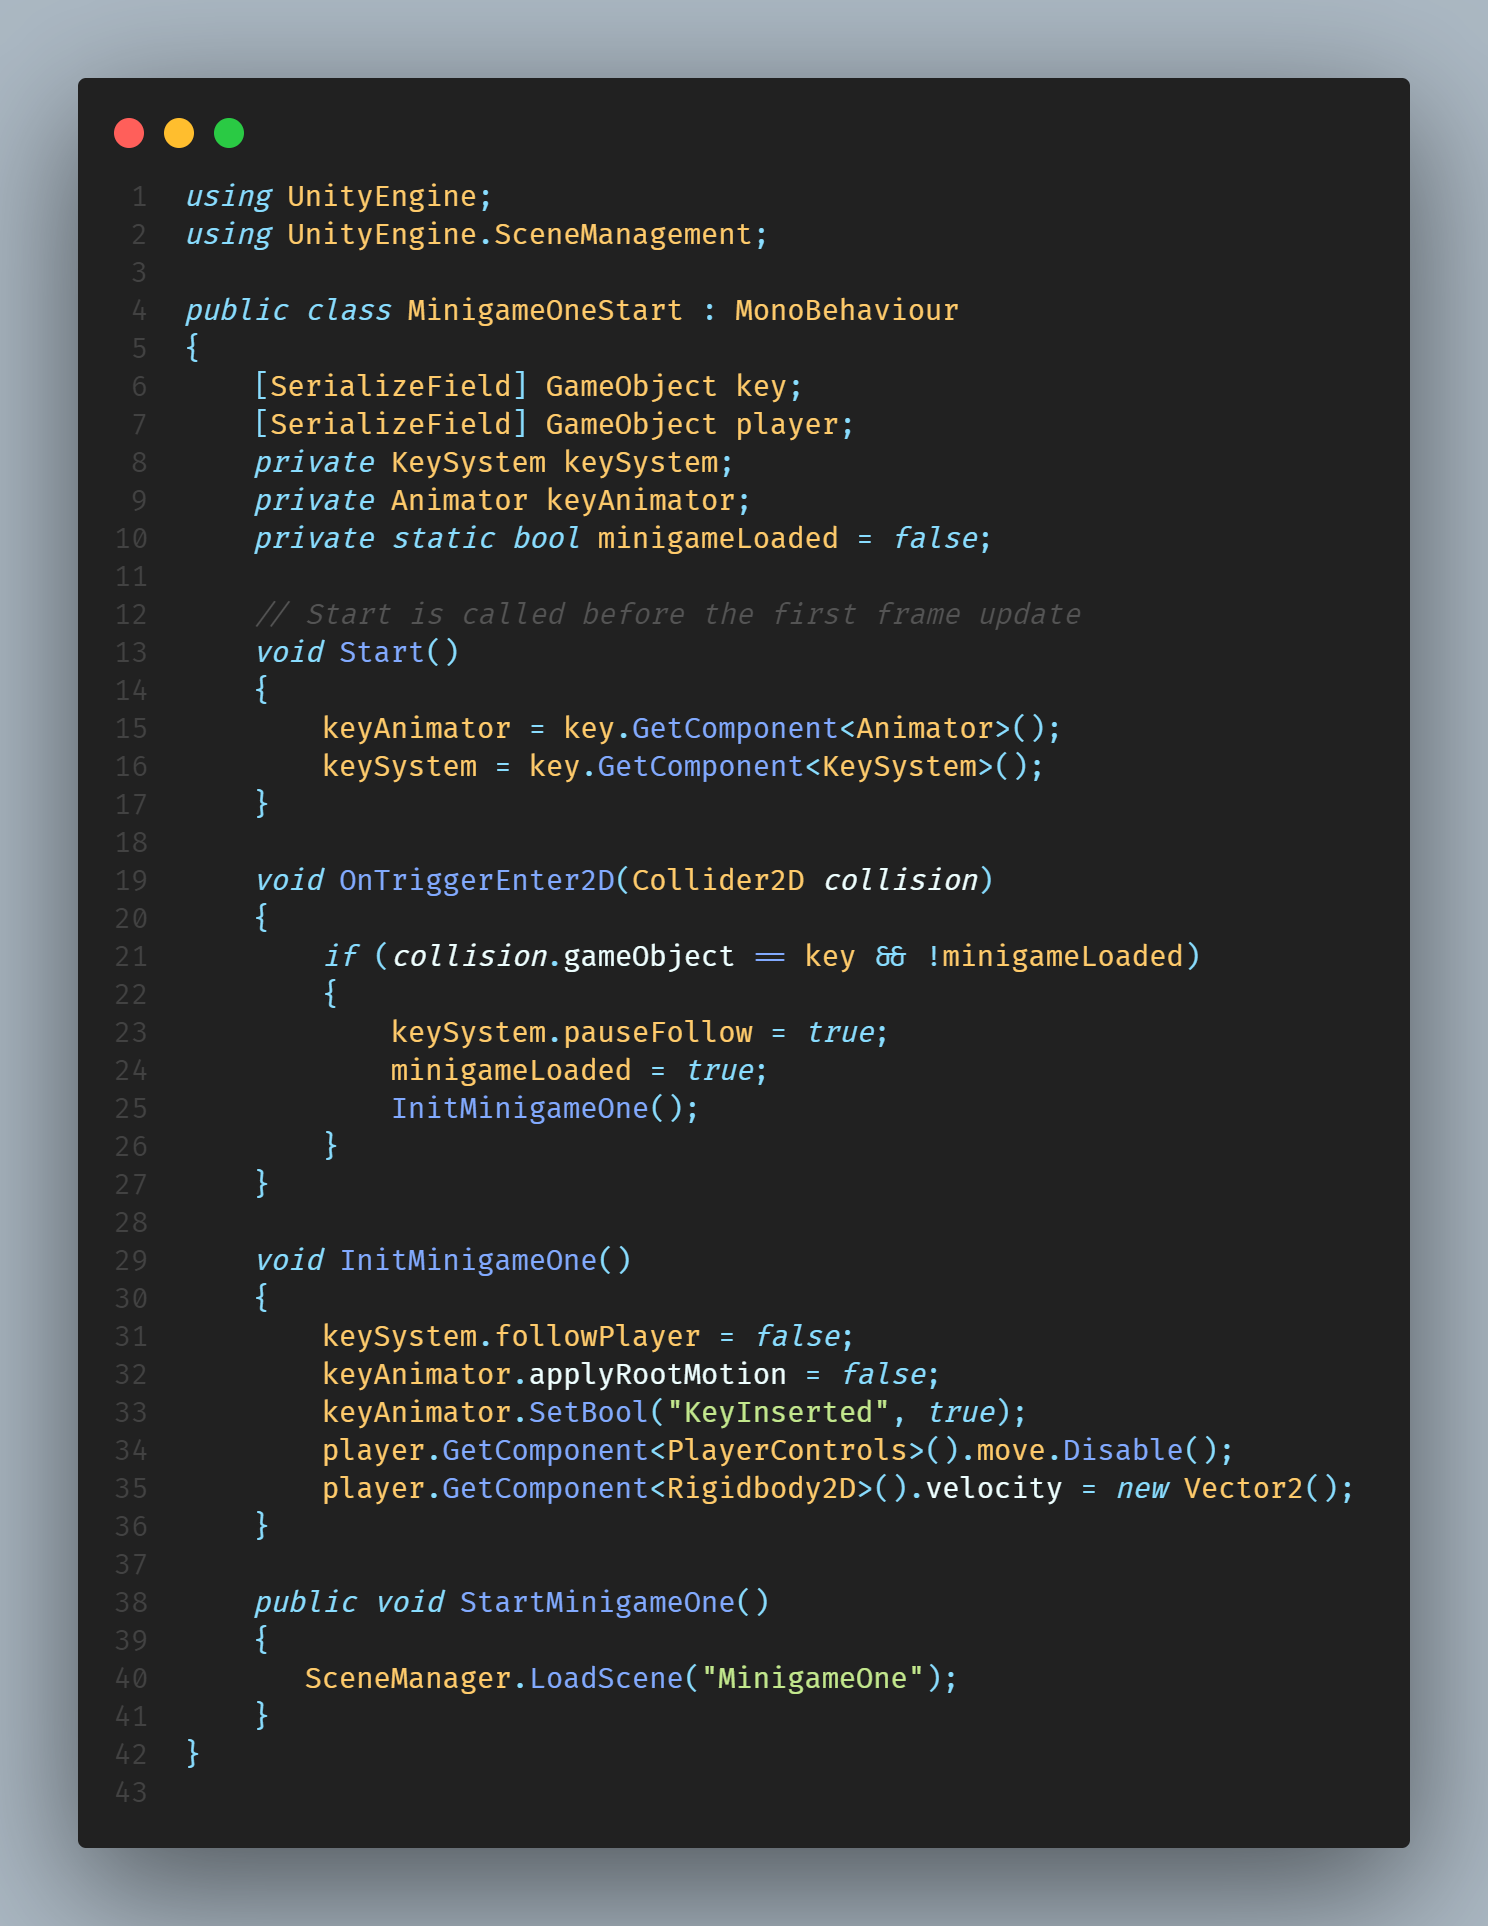 1 using UnityEngine;
2 using UnityEngine.SceneManagement;
3
4 public class MinigameOneStart : MonoBehaviour
5 {
6     [SerializeField] GameObject key;
7     [SerializeField] GameObject player;
8     private KeySystem keySystem;
9     private Animator keyAnimator;
10     private static bool minigameLoaded = false;
11
12     // Start is called before the first frame update
13     void Start()
14     {
15         keyAnimator = key.GetComponent<Animator>();
16         keySystem = key.GetComponent<KeySystem>();
17     }
18
19     void OnTriggerEnter2D(Collider2D collision)
20     {
21         if (collision.gameObject == key && !minigameLoaded)
22         {
23             keySystem.pauseFollow = true;
24             minigameLoaded = true;
25             InitMinigameOne();
26         }
27     }
28
29     void InitMinigameOne()
30     {
31         keySystem.followPlayer = false;
32         keyAnimator.applyRootMotion = false;
33         keyAnimator.SetBool("KeyInserted", true);
34         player.GetComponent<PlayerControls>().move.Disable();
35         player.GetComponent<Rigidbody2D>().velocity = new Vector2();
36     }
37
38     public void StartMinigameOne()
39     {
40        SceneManager.LoadScene("MinigameOne");
41     }
42 }
43